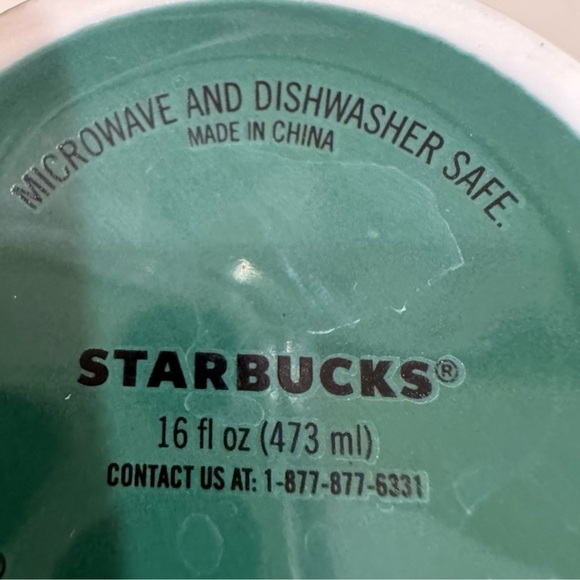 MICROWAVE AND DISHWASHER SAFE.
MADE IN CHINA
STARBUCKS®
16 fl oz (473 ml)
CONTACT US AT: 1-877-877-6331